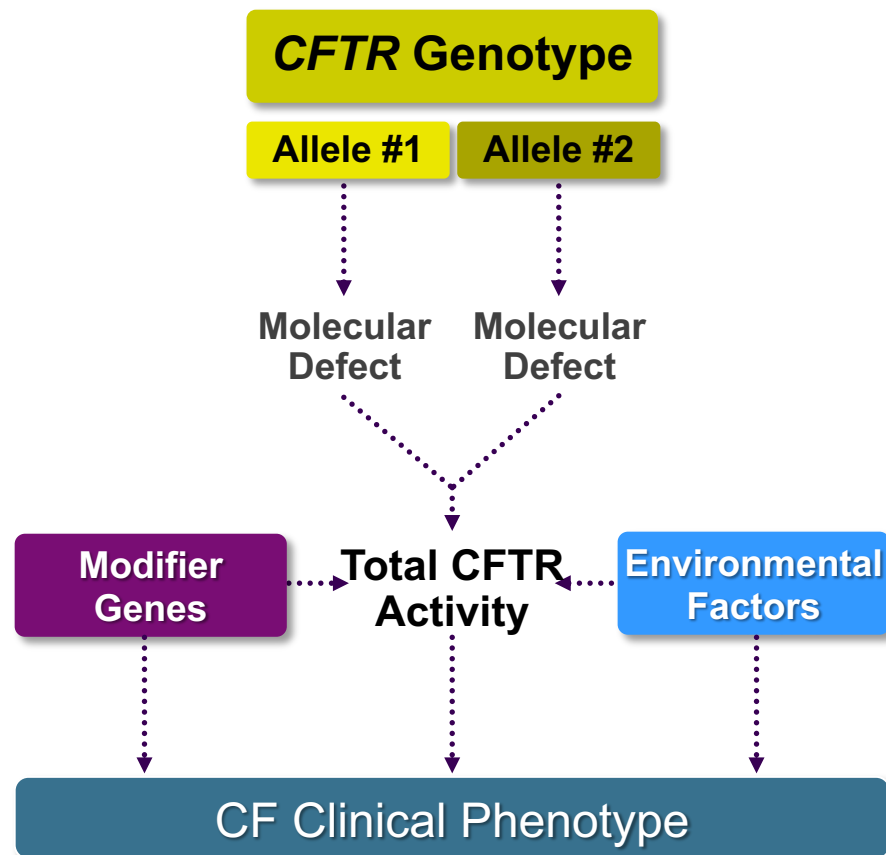 CFTR Genotype
Allele #1
Allele #2
Molecular
Defect
Molecular
Defect
Modifier
Genes
Total CFTR
Activity
Environmental
Factors
CF Clinical Phenotype